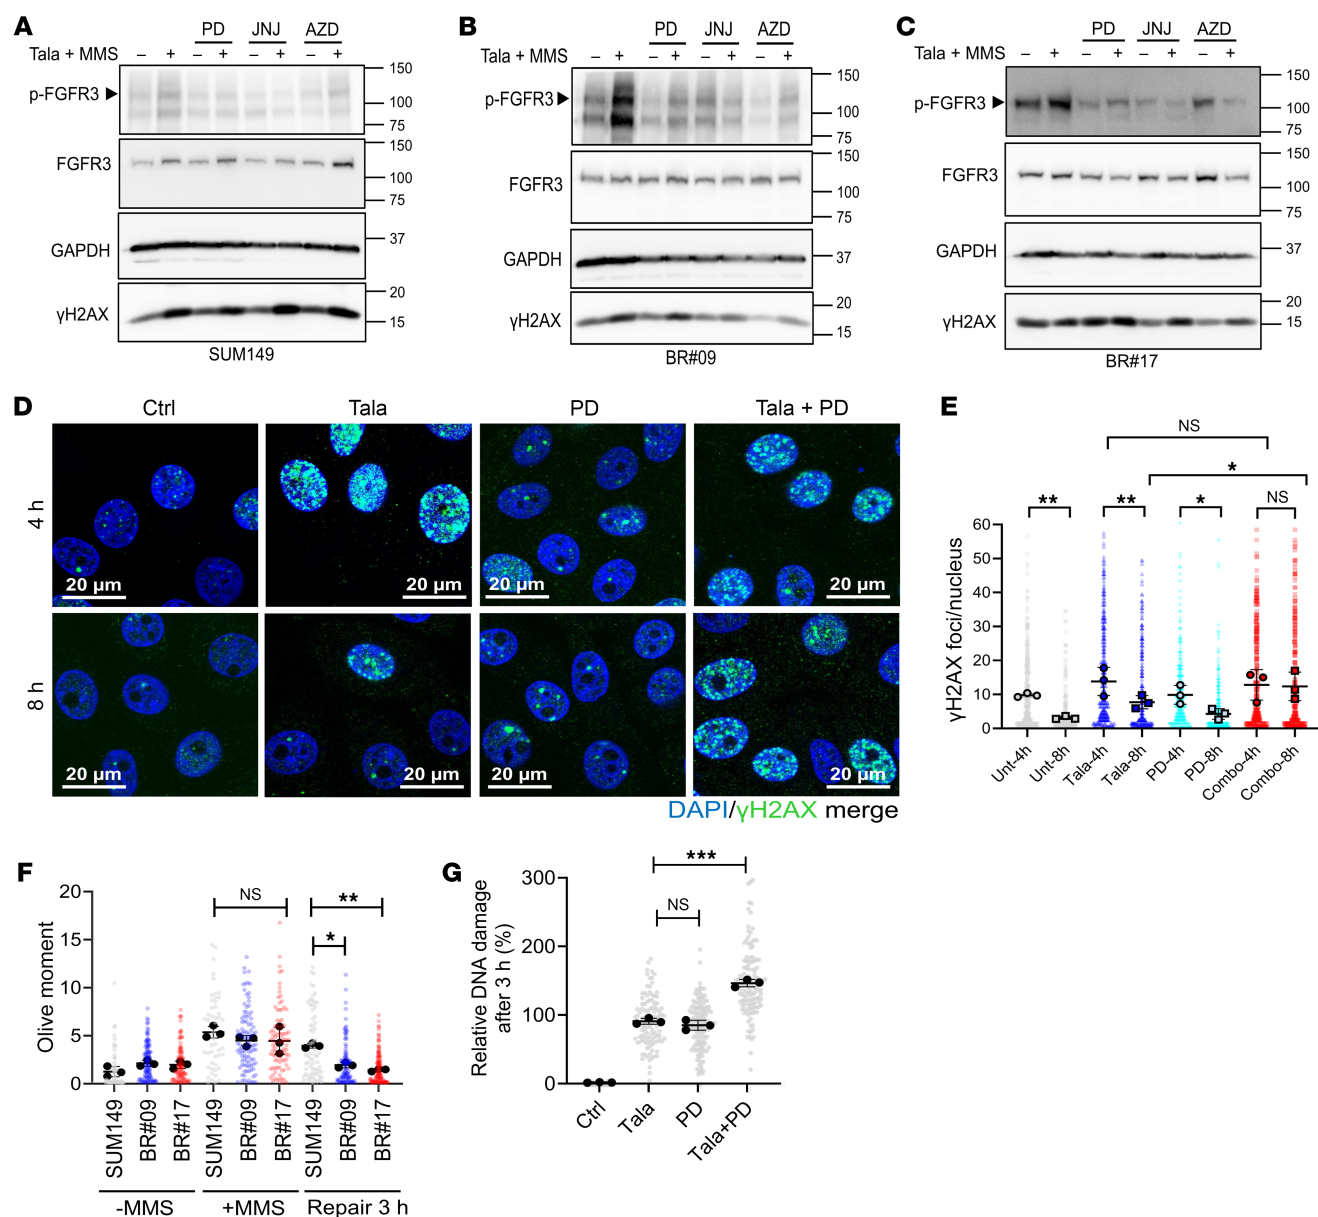 A
PD JNJ AZD
Tala + MMS – + – + – + – +
p-FGFR3
150
100
75
FGFR3
150
100
75
GAPDH
37
γH2AX
20
15
SUM149
B
PD JNJ AZD
Tala + MMS – + – + – + – +
p-FGFR3
150
100
75
FGFR3
150
100
75
GAPDH
37
γH2AX
20
15
BR#09
C
PD JNJ AZD
Tala + MMS – + – + – + – +
p-FGFR3
150
100
75
FGFR3
150
100
75
GAPDH
37
γH2AX
20
15
BR#17
D
Ctrl Tala PD Tala + PD
4 h
20 µm 20 µm 20 µm 20 µm
8 h
20 µm 20 µm 20 µm 20 µm
DAPI/γH2AX merge
E
NS
*
** ** * NS
γH2AX foci/nucleus
60
50
40
30
20
10
0
Unt-4h Unt-8h Tala-4h Tala-8h PD-4h PD-8h Combo-4h Combo-8h
F
Olive moment
20
15
10
5
0
NS **
*
SUM149 BR#09 BR#17 SUM149 BR#09 BR#17 SUM149 BR#09 BR#17
-MMS +MMS Repair 3 h
G
Relative DNA damage
after 3 h (%)
300
200
100
0
***
NS
Ctrl Tala PD Tala+PD